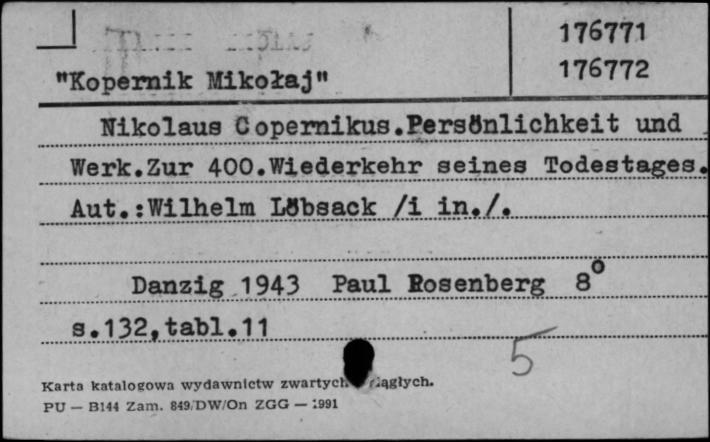 176771
176772
"Kopernik Mikołaj"
Nikolaus Copernikus.Persönlichkeit und
Werk.Zur 400.Wiederkehr seines Todestages.
Aut.:Wilhelm Löbsack /i in./.
Danzig 1943 Paul Rosenberg 8°
s.132,tabl.11
5
Karta katalogowa wydawnictw zwartych
PU — B144 Zam. 849/DW/On ZGG — 1991